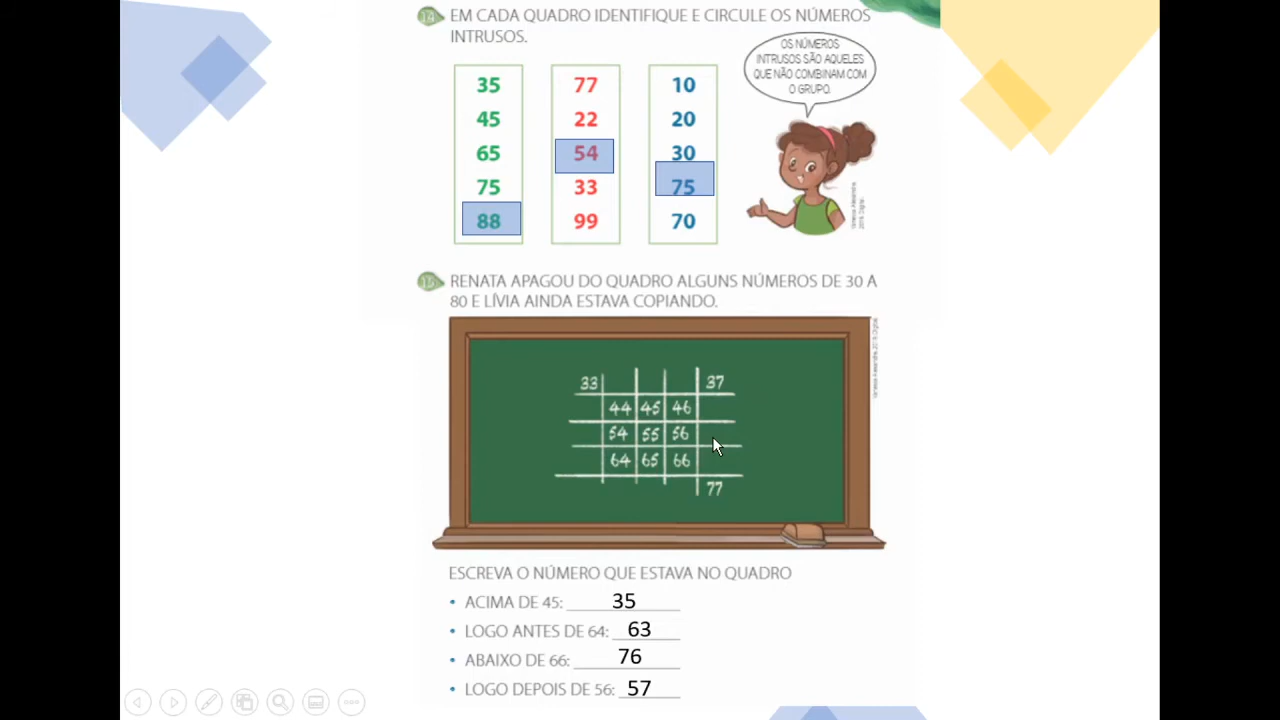 14 EM CADA QUADRO IDENTIFIQUE E CIRCULE OS NÚMEROS
INTRUSOS.
OS NÚMEROS
INTRUSOS SÃO AQUELES
QUE NÃO COMBINAM COM
O GRUPO.
35 77 10
45 22 20
65 54 30
75 33 75
88 99 70
15 RENATA APAGOU DO QUADRO ALGUNS NÚMEROS DE 30 A
80 E LÍVIA AINDA ESTAVA COPIANDO.
33 37
44 45 46
54 55 56
64 65 66
77
ESCREVA O NÚMERO QUE ESTAVA NO QUADRO
• ACIMA DE 45: 35
• LOGO ANTES DE 64: 63
• ABAIXO DE 66: 76
• LOGO DEPOIS DE 56: 57